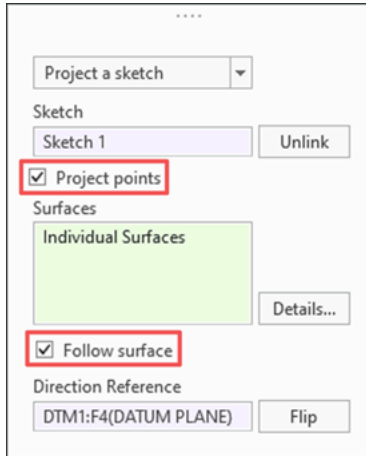 Project a sketch
Sketch
Sketch 1 Unlink
Project points
Surfaces
Individual Surfaces
Details...
Follow surface
Direction Reference
DTM1:F4(DATUM PLANE) Flip